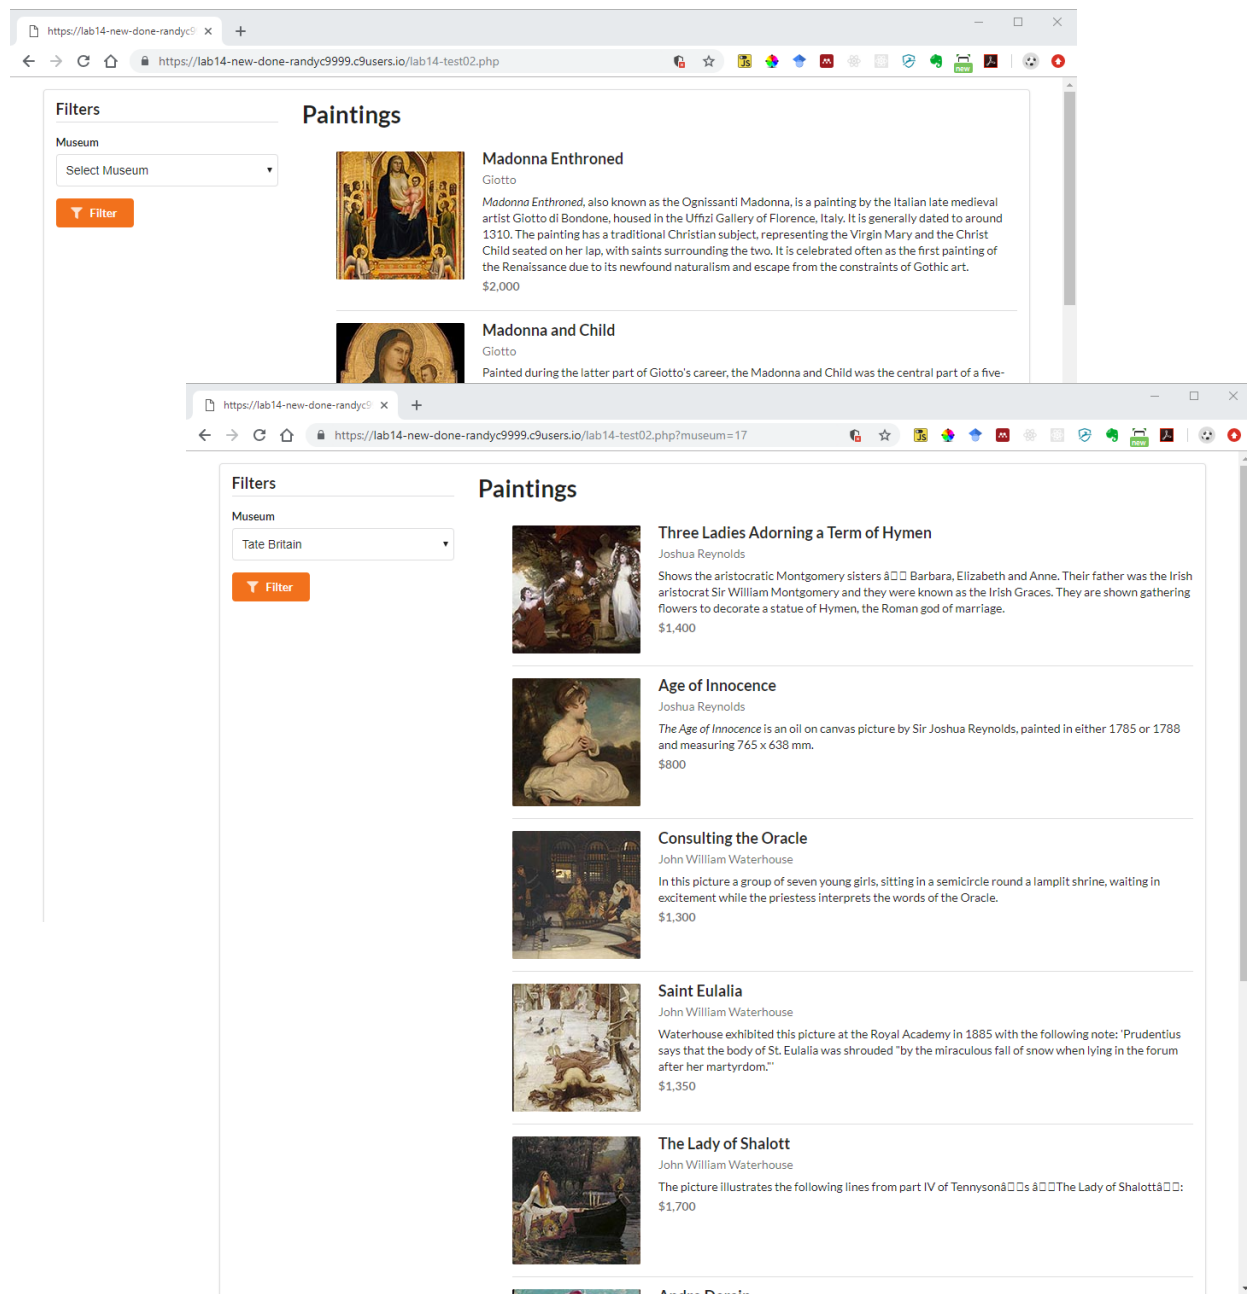 https://lab14-new-done-randyc9
https://lab14-new-done-randyc9999.c9users.io/lab14-test02.php
JS
new
Filters
Museum
Select Museum
Filter
Paintings
Madonna Enthroned
Giotto
Madonna Enthroned, also known as the Ognissanti Madonna, is a painting by the Italian late medieval
artist Giotto di Bondone, housed in the Uffizi Gallery of Florence, Italy. It is generally dated to around
1310. The painting has a traditional Christian subject, representing the Virgin Mary and the Christ
Child seated on her lap, with saints surrounding the two. It is celebrated often as the first painting of
the Renaissance due to its newfound naturalism and escape from the constraints of Gothic art.
$2,000
Madonna and Child
Giotto
Painted during the latter part of Giotto's career, the Madonna and Child was the central part of a five-
https://lab14-new-done-randyc9
https://lab14-new-done-randyc9999.c9users.io/lab14-test02.php?museum=17
JS
new
Filters
Museum
Tate Britain
Filter
Paintings
Three Ladies Adorning a Term of Hymen
Joshua Reynolds
Shows the aristocratic Montgomery sisters â□□ Barbara, Elizabeth and Anne. Their father was the Irish
aristocrat Sir William Montgomery and they were known as the Irish Graces. They are shown gathering
flowers to decorate a statue of Hymen, the Roman god of marriage.
$1,400
Age of Innocence
Joshua Reynolds
The Age of Innocence is an oil on canvas picture by Sir Joshua Reynolds, painted in either 1785 or 1788
and measuring 765 x 638 mm.
$800
Consulting the Oracle
John William Waterhouse
In this picture a group of seven young girls, sitting in a semicircle round a lamplit shrine, waiting in
excitement while the priestess interprets the words of the Oracle.
$1,300
Saint Eulalia
John William Waterhouse
Waterhouse exhibited this picture at the Royal Academy in 1885 with the following note: 'Prudentius
says that the body of St. Eulalia was shrouded "by the miraculous fall of snow when lying in the forum
after her martyrdom."'
$1,350
The Lady of Shalott
John William Waterhouse
The picture illustrates the following lines from part IV of Tennysonâ□□s â□□The Lady of Shalottâ□□:
$1,700